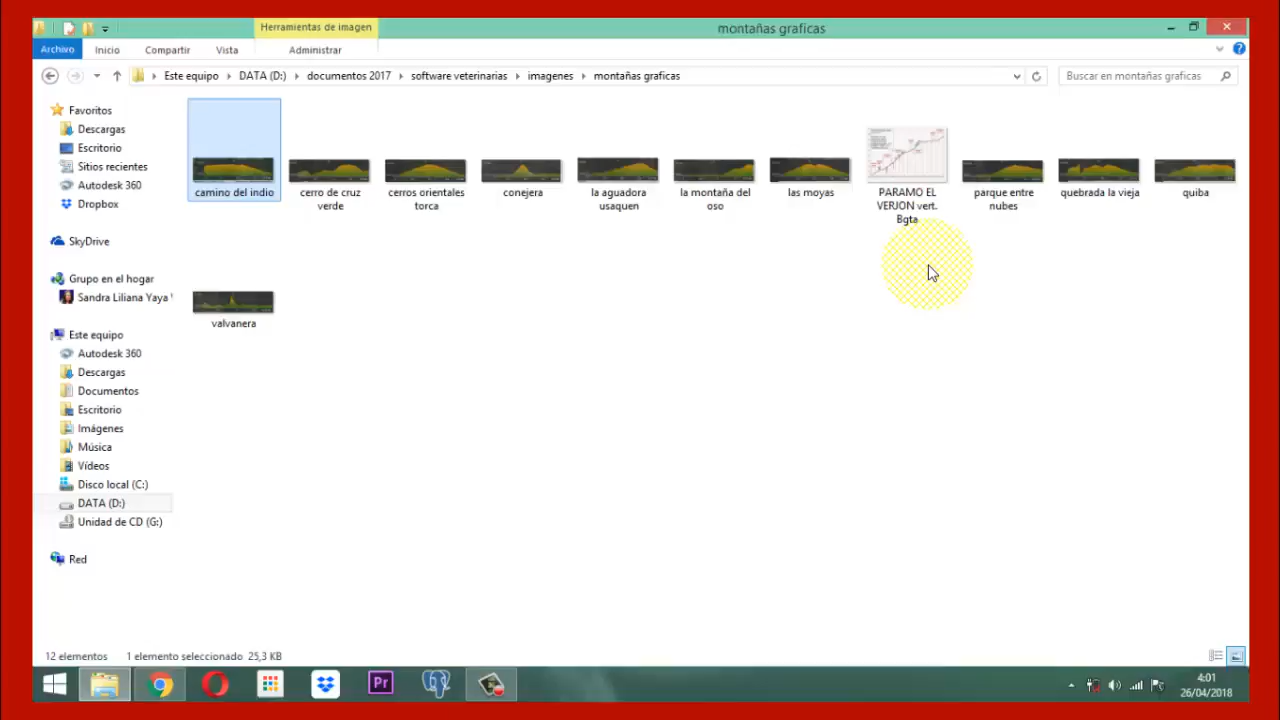 Herramientas de imagen
montañas graficas
Archivo
Inicio
Compartir
Vista
Administrar
Este equipo
DATA (D:)
documentos 2017
software veterinarias
imagenes
montañas graficas
Buscar en montañas graficas
Favoritos
Descargas
Escritorio
Sitios recientes
Autodesk 360
Dropbox
SkyDrive
Grupo en el hogar
Sandra Liliana Yaya
Este equipo
Autodesk 360
Descargas
Documentos
Escritorio
Imágenes
Música
Vídeos
Disco local (C:)
DATA (D:)
Unidad de CD (G:)
Red
camino del indio
cerro de cruz
verde
cerros orientales
torca
conejera
la aguadora
usaquen
la montaña del
oso
las moyas
PARAMO EL
VERJON vert.
Bgta
parque entre
nubes
quebrada la vieja
quiba
valvanera
12 elementos
1 elemento seleccionado 25,3 KB
Pr
4:01
26/04/2018